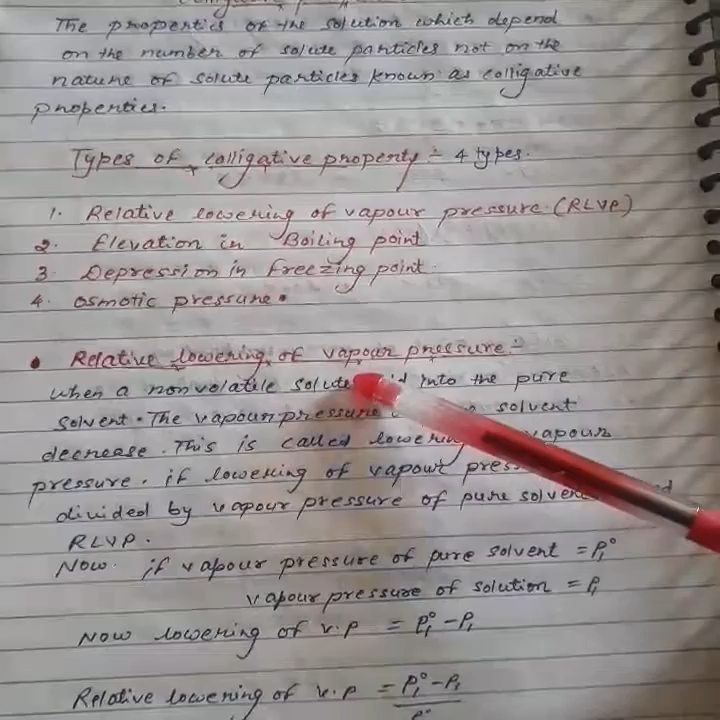 The properties of the solution which depend
on the number of solute particles not on the
nature of solute particles known as colligative
properties.
Types of colligative property - 4 types.
1. Relative lowering of vapour pressure. (RLVP)
2. Elevation in Boiling point
3. Depression in freezing point.
4. osmotic pressure.
• Relative lowering of vapour pressure:-
when a nonvolatile solute into the pure
solvent. The vapour pressure solvent
decrease. This is called lowering vapour
pressure. if lowering of vapour
divided by vapour pressure of pure
RLVP.
Now if vapour pressure of pure solvent = P₁°
vapour pressure of solution = P₁
Now lowering of v.p = P₁° - P₁
Relative lowering of v.p = P₁° - P₁